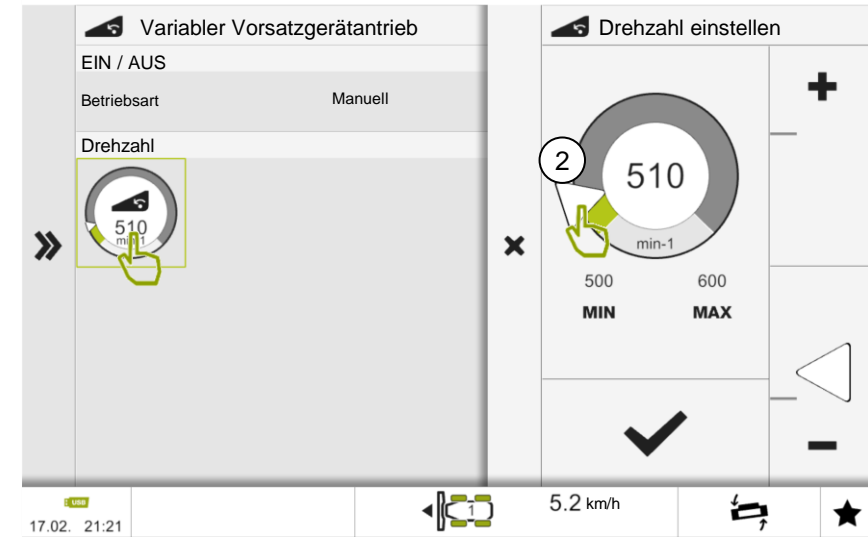 Variabler Vorsatzgerätantrieb
EIN / AUS
Betriebsart Manuell
Drehzahl
510
min-1
Drehzahl einstellen
2
510
min-1
500 600
MIN MAX
USB
17.02. 21:21
1
5.2 km/h